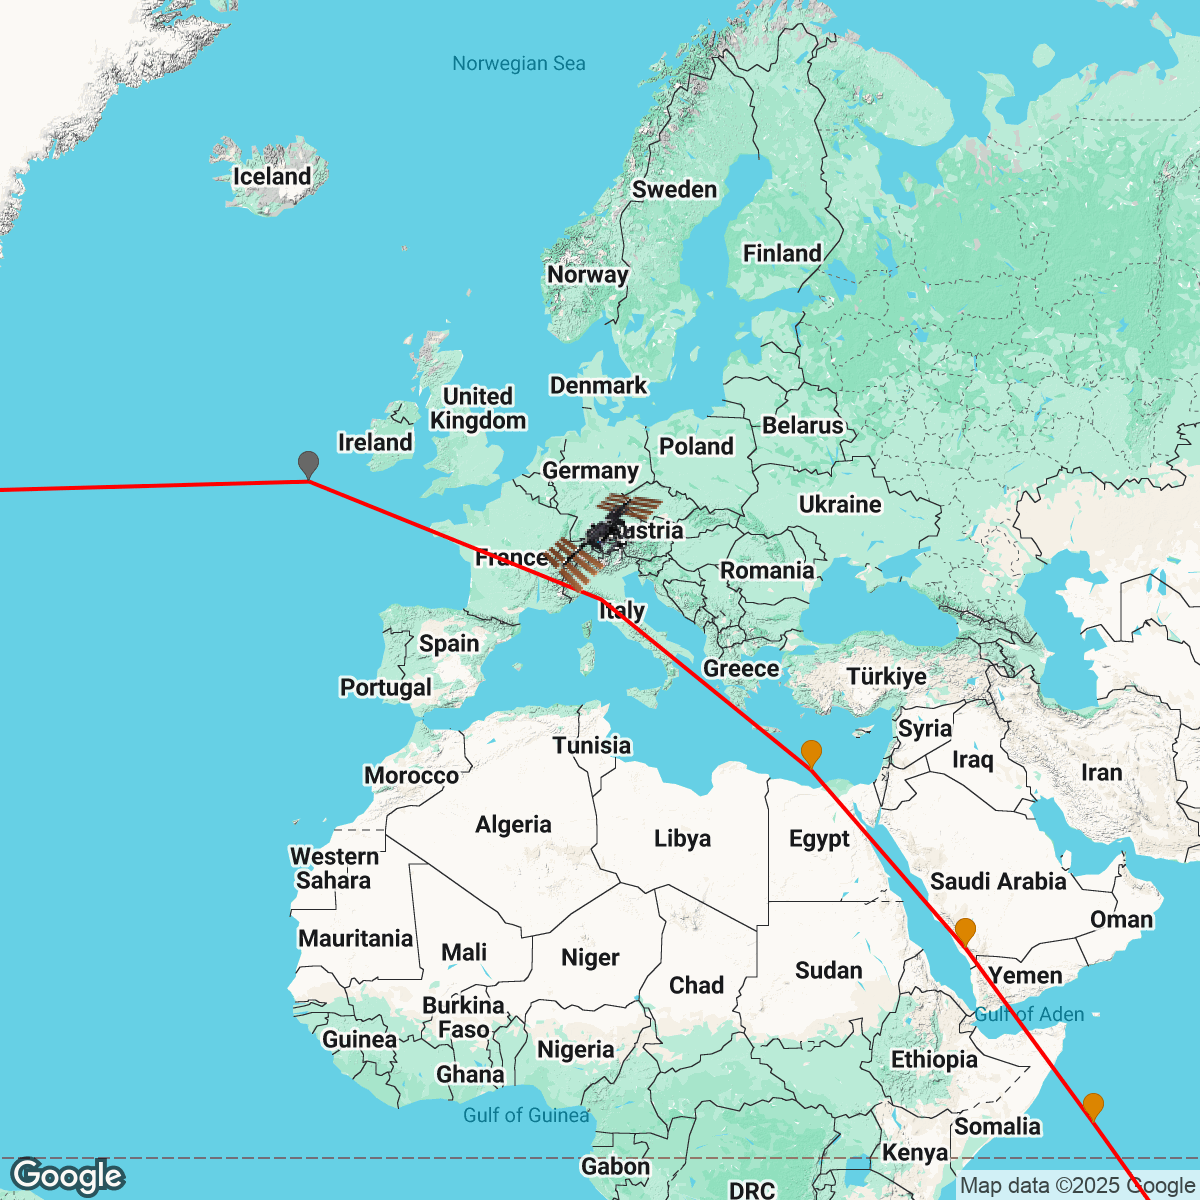 Norwegian Sea
Iceland
Sweden
Finland
Norway
Denmark
United
Kingdom
Ireland
Belarus
Poland
Germany
Ukraine
Austria
France
Romania
Italy
Spain
Greece
Türkiye
Portugal
Syria
Tunisia
Iraq
Iran
Morocco
Algeria
Libya
Egypt
Western
Sahara
Saudi Arabia
Oman
Mauritania
Mali
Niger
Sudan
Yemen
Chad
Burkina
Faso
Gulf of Aden
Guinea
Nigeria
Ethiopia
Ghana
Gulf of Guinea
Somalia
Kenya
Gabon
DRC
Google
Map data ©2025 Google